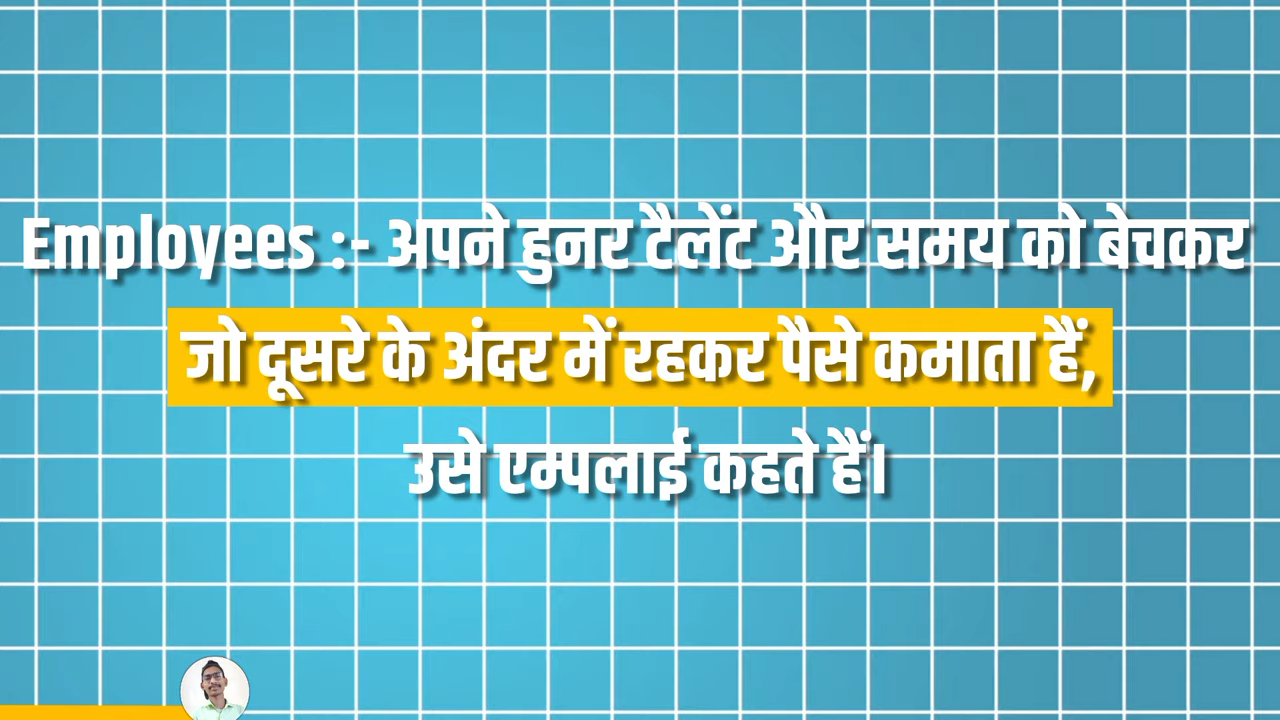 Employees :- अपने हुनर टैलेंट और समय को बेचकर
जो दूसरे के अंदर में रहकर पैसे कमाता हैं,
उसे एम्पलाई कहते हैं।